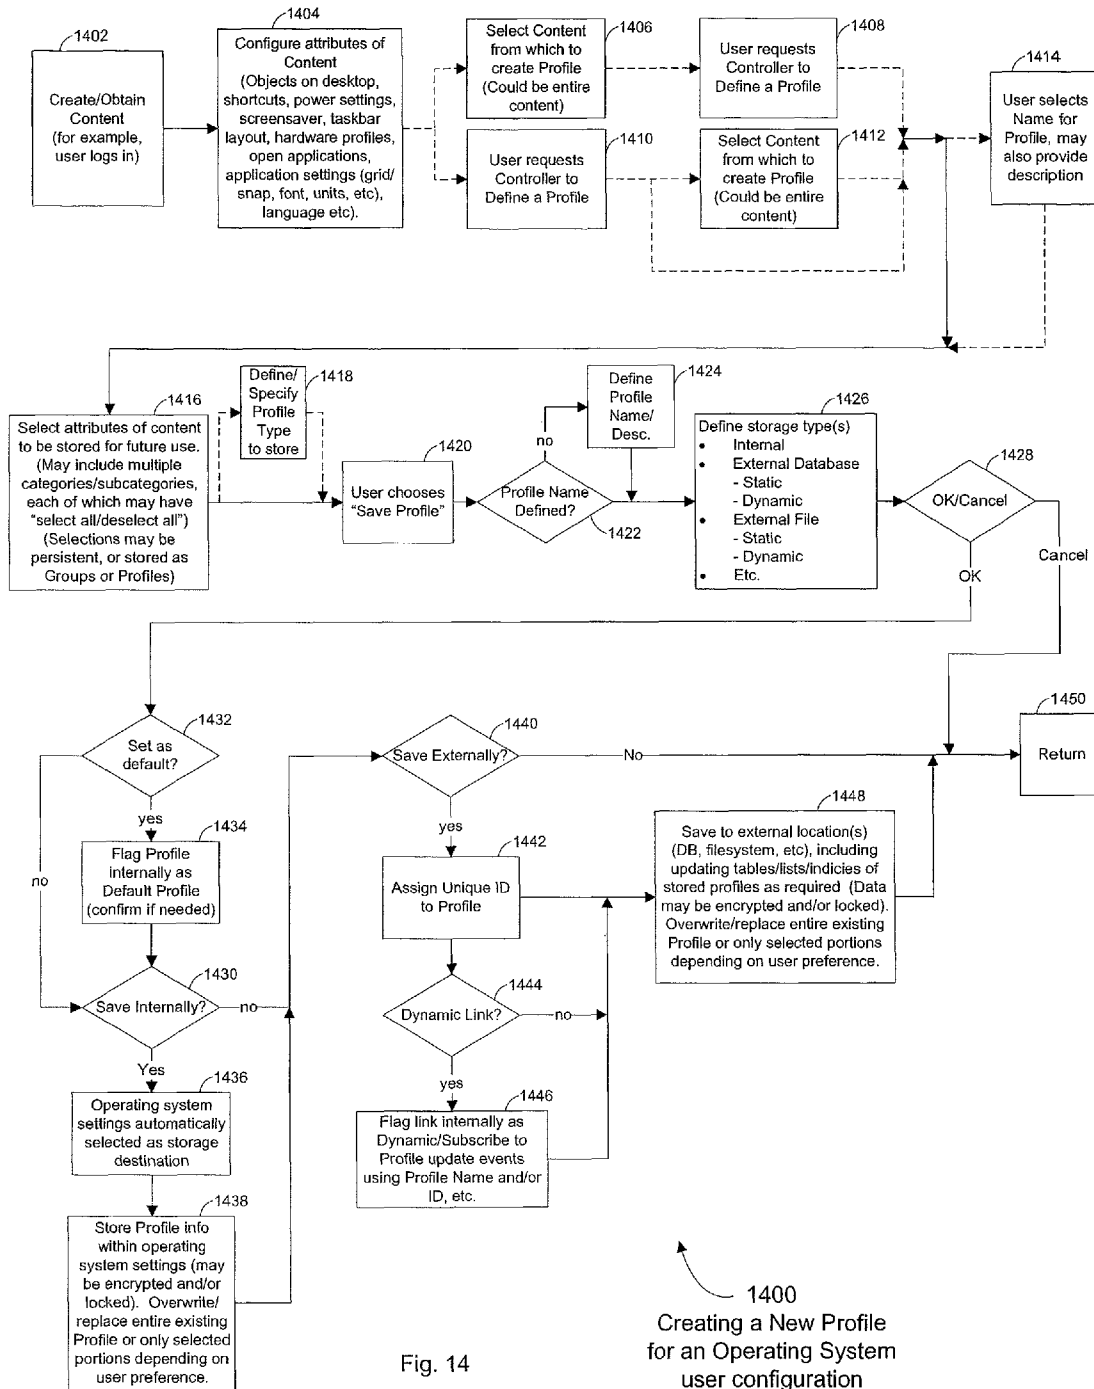 1402
Create/Obtain
Content
(for example,
user logs in)
1404
Configure attributes of
Content
(Objects on desktop,
shortcuts, power settings,
screensaver, taskbar
layout, hardware profiles,
open applications,
application settings (grid/
snap, font, units, etc),
language etc).
1406
Select Content
from which to
create Profile
(Could be entire
content)
1408
User requests
Controller to
Define a Profile
1410
User requests
Controller to
Define a Profile
1412
Select Content
from which to
create Profile
(Could be entire
content)
1414
User selects
Name for
Profile, may
also provide
description
1416
Select attributes of content
to be stored for future use.
(May include multiple
categories/subcategories,
each of which may have
“select all/deselect all”)
(Selections may be
persistent, or stored as
Groups or Profiles)
1418
Define/
Specify
Profile
Type
to store
1420
User chooses
“Save Profile”
1422
Profile Name
Defined?
no
1424
Define
Profile
Name/
Desc.
1426
Define storage type(s)
• Internal
• External Database
- Static
- Dynamic
• External File
- Static
- Dynamic
• Etc.
1428
OK/Cancel
Cancel
OK
1432
Set as
default?
yes
no
1434
Flag Profile
internally as
Default Profile
(confirm if needed)
1430
Save Internally?
no
Yes
1436
Operating system
settings automatically
selected as storage
destination
1438
Store Profile info
within operating
system settings (may
be encrypted and/or
locked). Overwrite/
replace entire existing
Profile or only selected
portions depending on
user preference.
1440
Save Externally?
No
yes
1442
Assign Unique ID
to Profile
1444
Dynamic Link?
no
yes
1446
Flag link internally as
Dynamic/Subscribe to
Profile update events
using Profile Name and/or
ID, etc.
1448
Save to external location(s)
(DB, filesystem, etc), including
updating tables/lists/indicies of
stored profiles as required (Data
may be encrypted and/or locked).
Overwrite/replace entire existing
Profile or only selected portions
depending on user preference.
1450
Return
1400
Creating a New Profile
for an Operating System
user configuration
Fig. 14